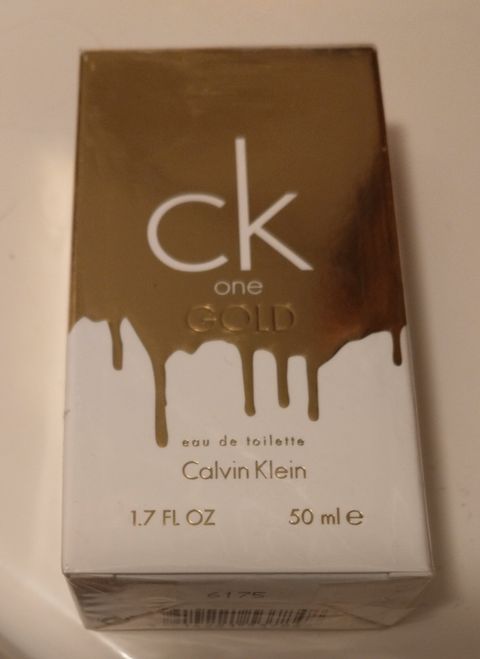 ck
one
GOLD
eau de toilette
Calvin Klein
1.7 FL OZ 50 ml e
6175